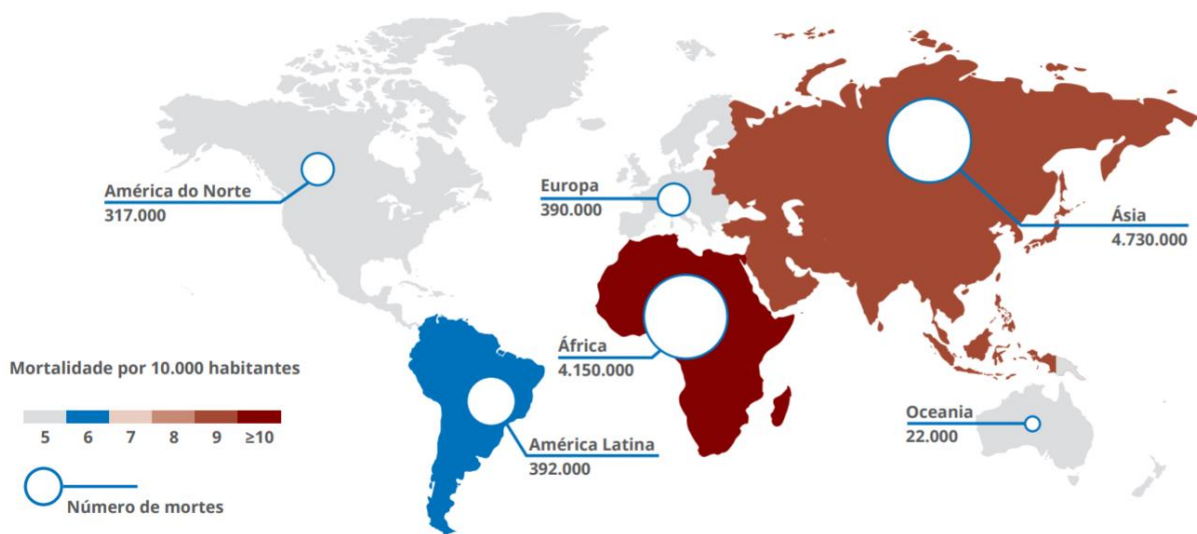 América do Norte
317.000
Europa
390.000
Ásia
4.730.000
África
4.150.000
Mortalidade por 10.000 habitantes
5 6 7 8 9 ≥10
Número de mortes
América Latina
392.000
Oceania
22.000